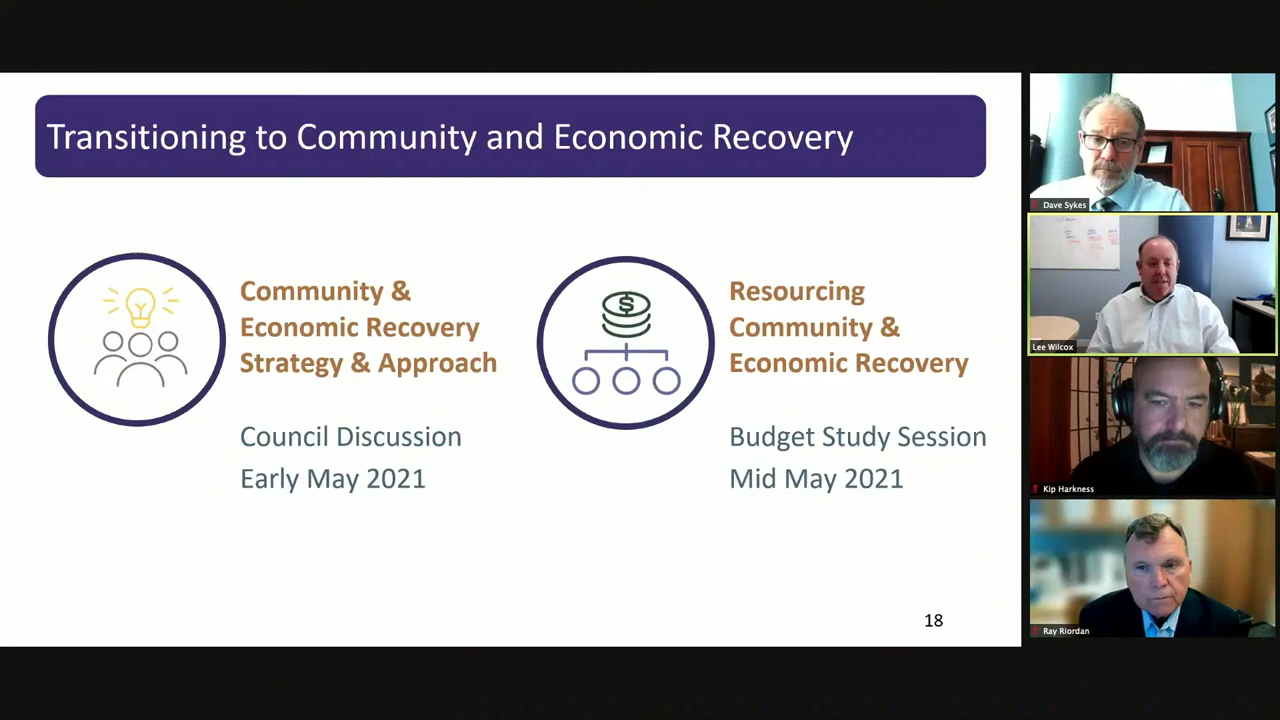 Transitioning to Community and Economic Recovery
Community &
Economic Recovery
Strategy & Approach
Council Discussion
Early May 2021
$
Resourcing
Community &
Economic Recovery
Budget Study Session
Mid May 2021
18
Dave Sykes
Lee Wilcox
Kip Harkness
Ray Riordan